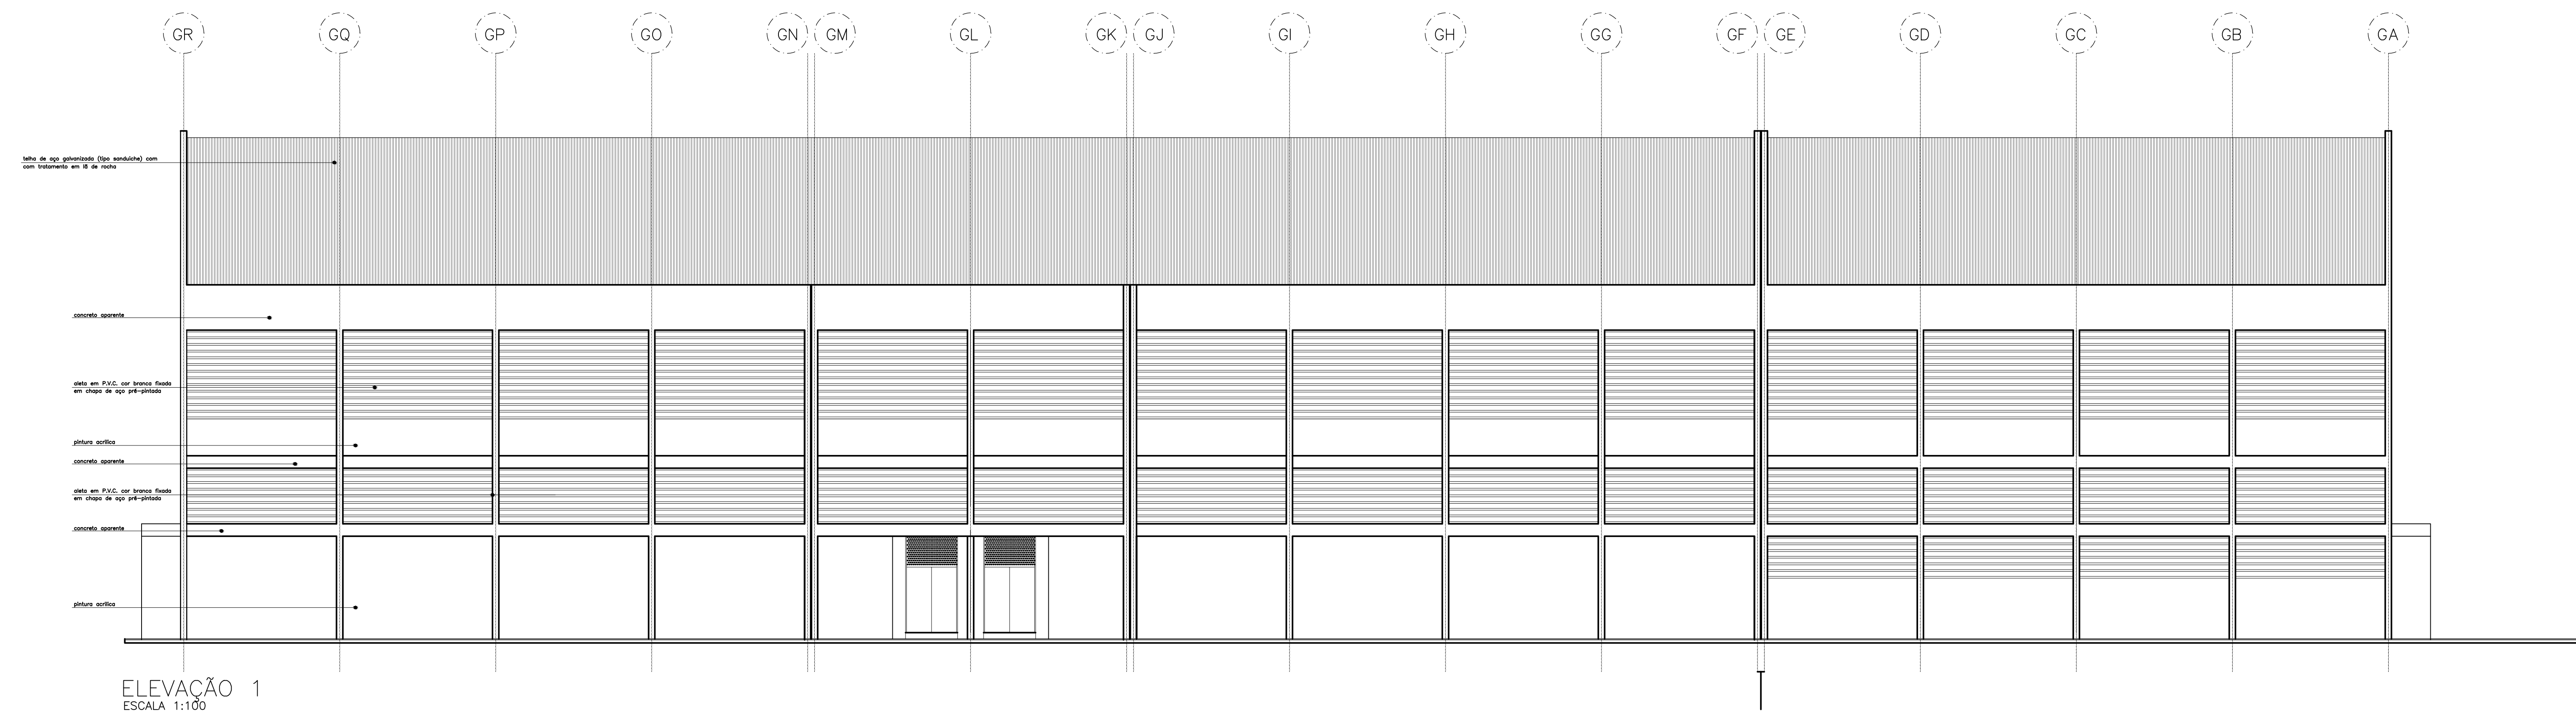 GR GQ GP GO GN GM GL GK GJ GI GH GG GF GE GD GC GB GA
telha de aço galvanizada (tipo sanduíche) com
com tratamento em lã de rocha
concreto aparente
aleta em P.V.C. cor branca fixada
em chapa de aço pré-pintada
pintura acrílica
concreto aparente
aleta em P.V.C. cor branca fixada
em chapa de aço pré-pintada
concreto aparente
pintura acrílica
ELEVAÇÃO 1
ESCALA 1:100